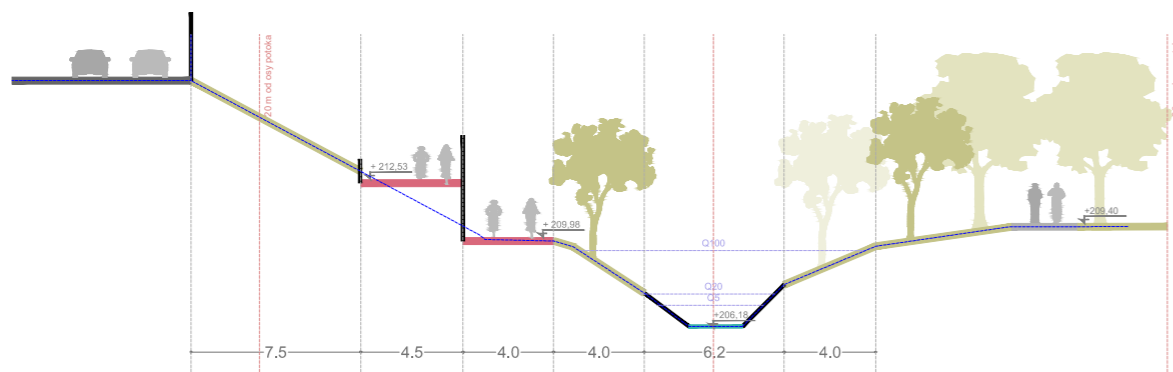 20 m od osy potoka
+ 212,53
+ 209,98
+209,40
Q100
Q20
Q5
+206,18
7.5 4.5 4.0 4.0 6.2 4.0